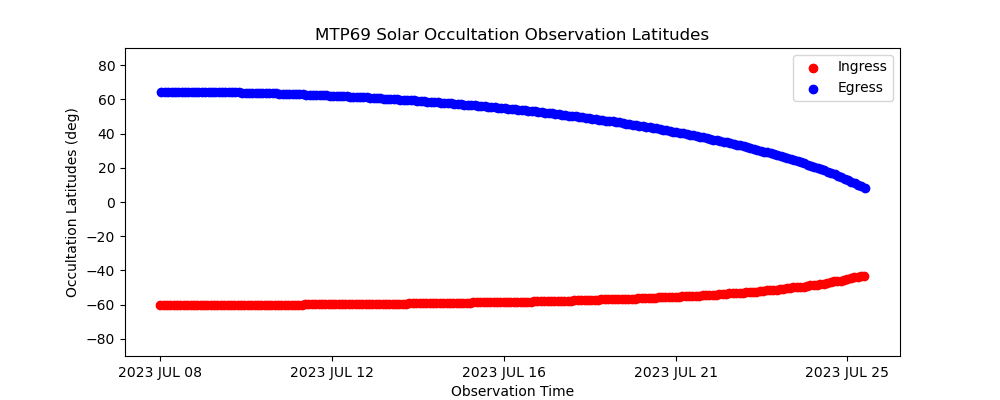 MTP69 Solar Occultation Observation Latitudes
Ingress
Egress
Occultation Latitudes (deg)
80
60
40
20
0
−20
−40
−60
−80
2023 JUL 08
2023 JUL 12
2023 JUL 16
2023 JUL 21
2023 JUL 25
Observation Time